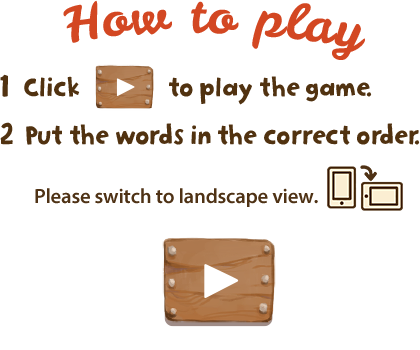 How to play
1 Click to play the game.
2 Put the words in the correct order.
Please switch to landscape view.